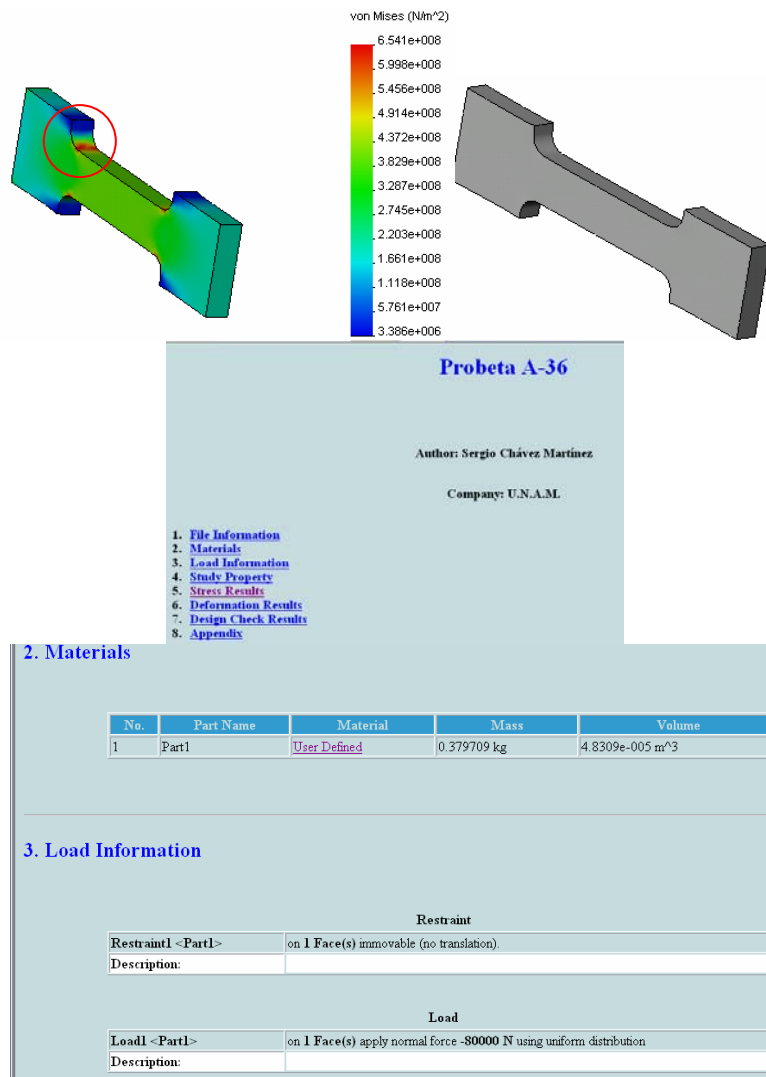 von Mises (N/m^2)
6.541e+008
5.998e+008
5.456e+008
4.914e+008
4.372e+008
3.829e+008
3.287e+008
2.745e+008
2.203e+008
1.661e+008
1.118e+008
5.761e+007
3.386e+006
Probeta A-36
Author: Sergio Chávez Martínez
Company: U.N.A.M.
1. File Information
2. Materials
3. Load Information
4. Study Property
5. Stress Results
6. Deformation Results
7. Design Check Results
8. Appendix
2. Materials
No. Part Name Material Mass Volume
1 Part1 User Defined 0.379709 kg 4.8309e-005 m^3
3. Load Information
Restraint
Restraint1 <Part1> on 1 Face(s) immovable (no translation).
Description:
Load
Load1 <Part1> on 1 Face(s) apply normal force -80000 N using uniform distribution
Description: